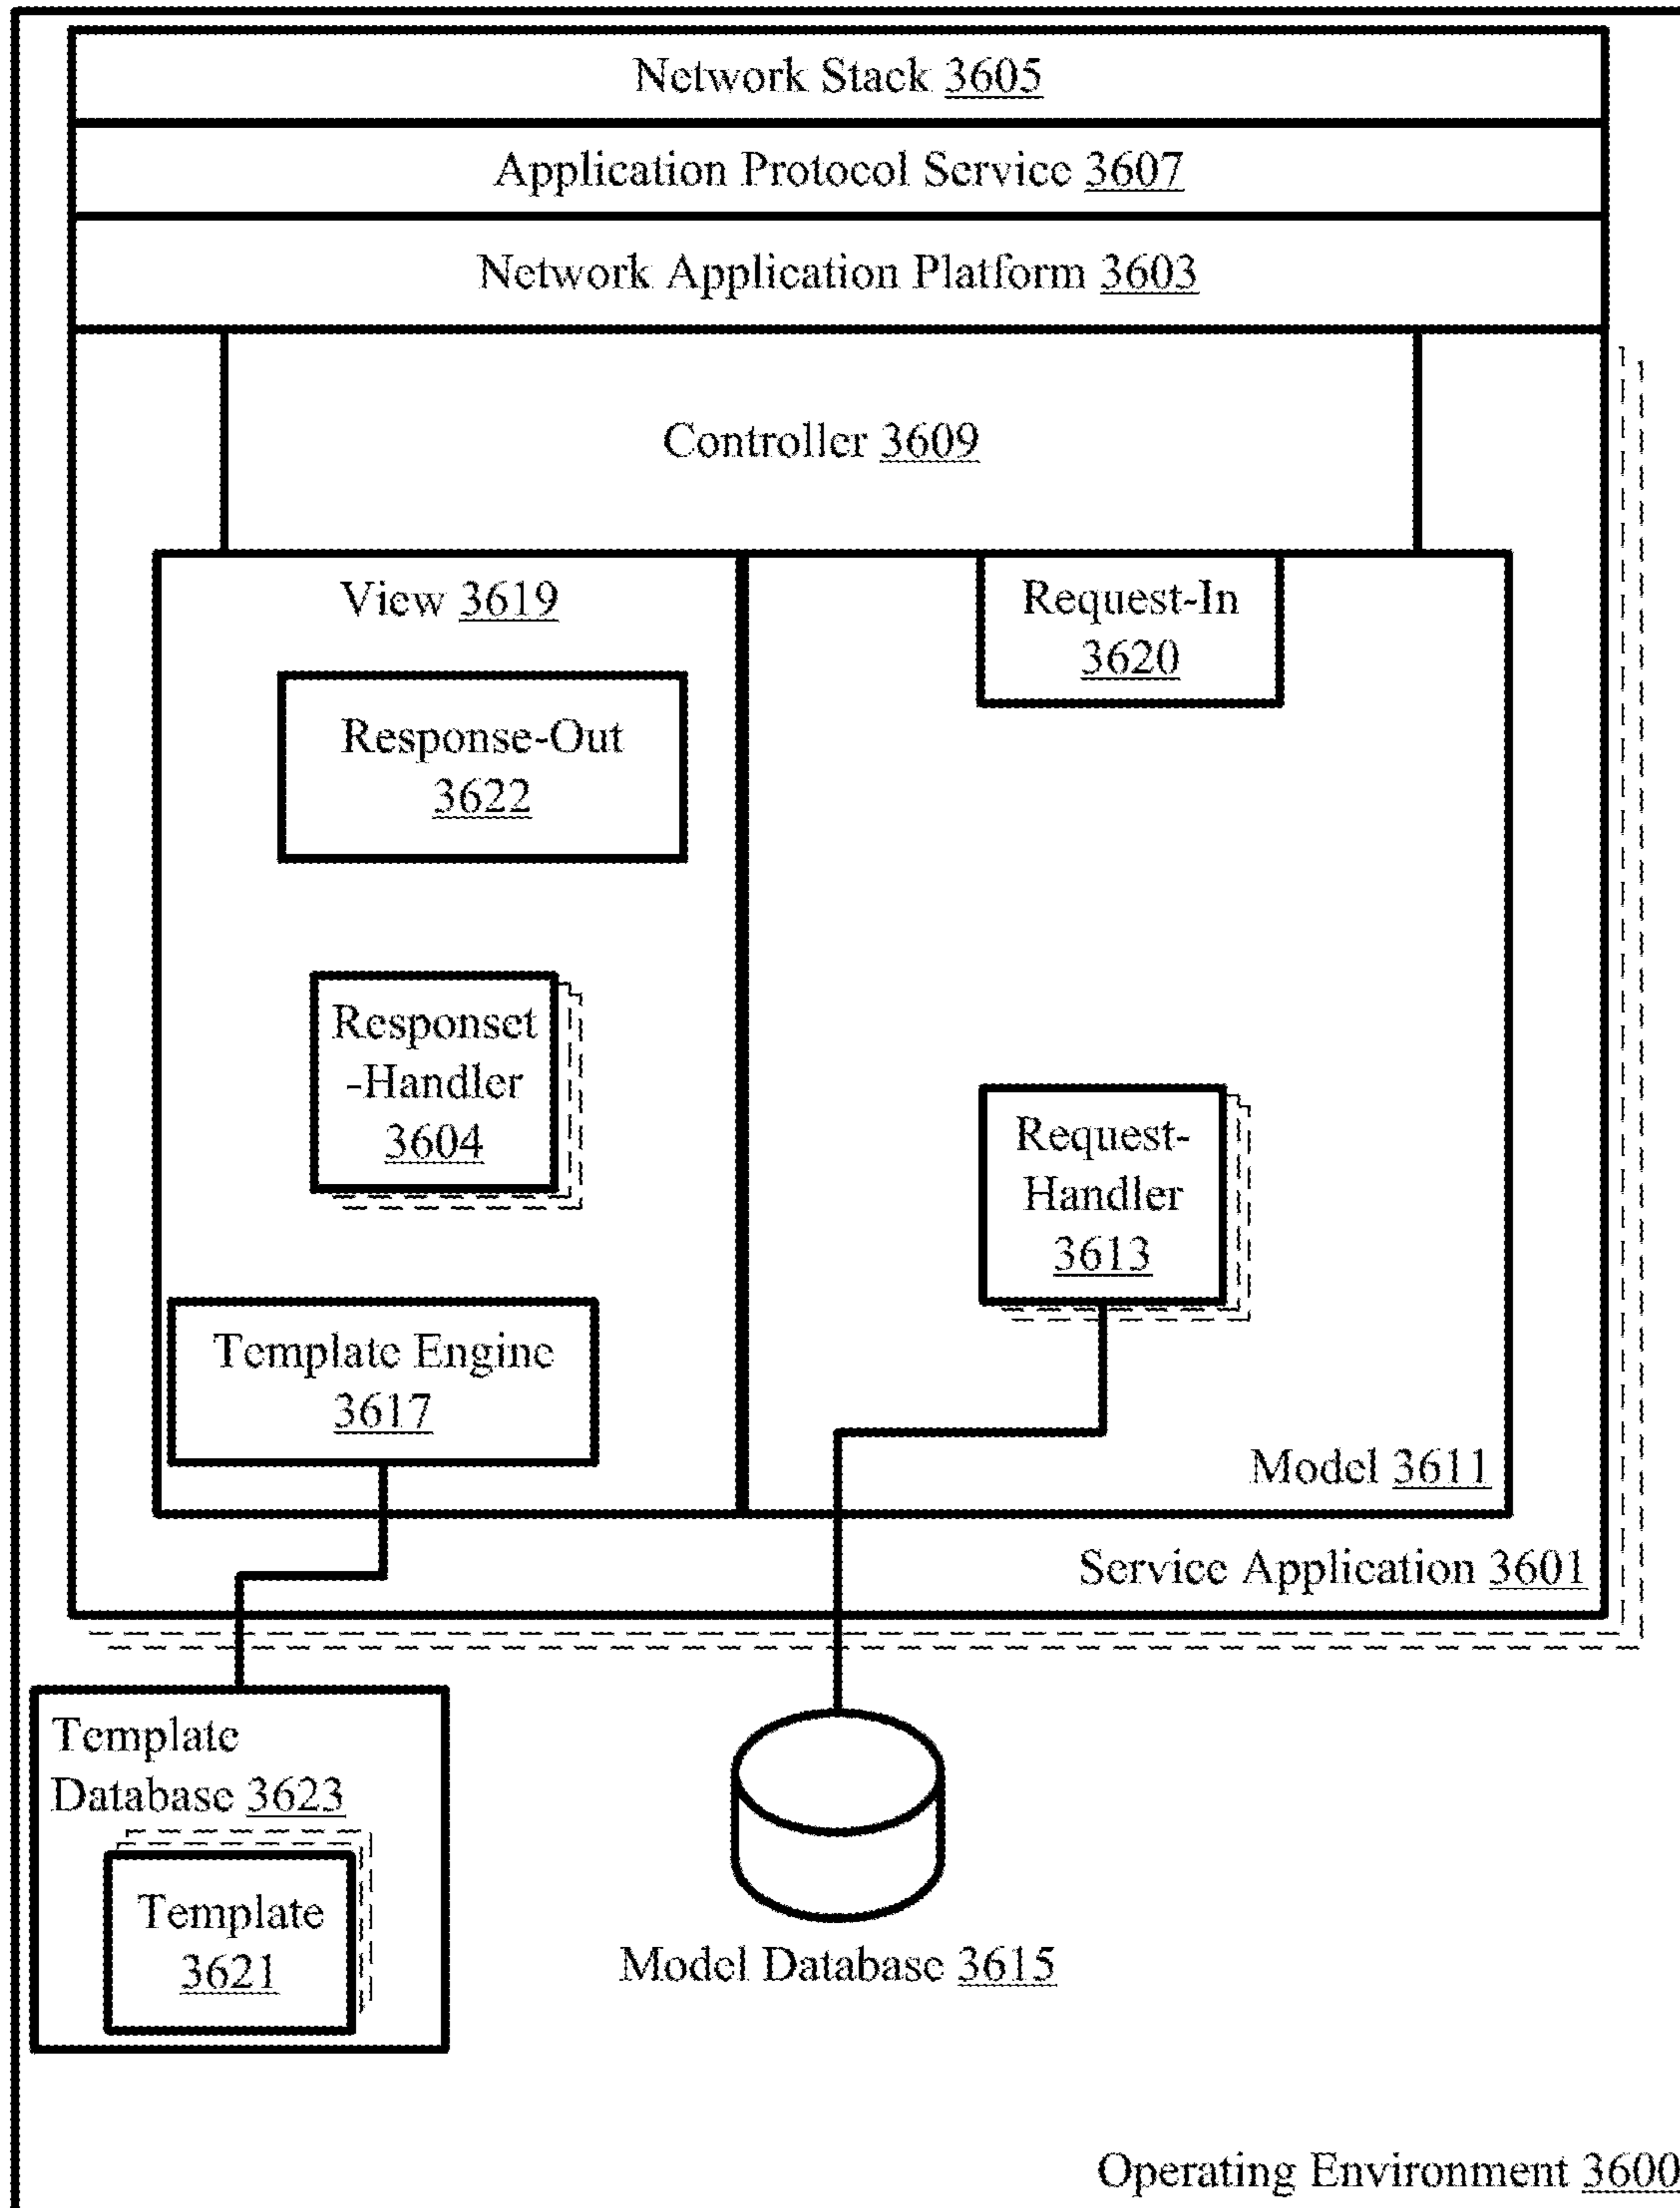 Network Stack 3605
Application Protocol Service 3607
Network Application Platform 3603
Controller 3609
View 3619
Response-Out
3622
Responset
-Handler
3604
Template Engine
3617
Request-In
3620
Request-
Handler
3613
Model 3611
Service Application 3601
Template
Database 3623
Template
3621
Model Database 3615
Operating Environment 3600